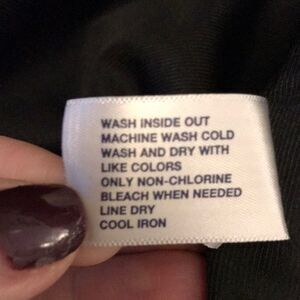 WASH INSIDE OUT
MACHINE WASH COLD
WASH AND DRY WITH
LIKE COLORS
ONLY NON-CHLORINE
BLEACH WHEN NEEDED
LINE DRY
COOL IRON